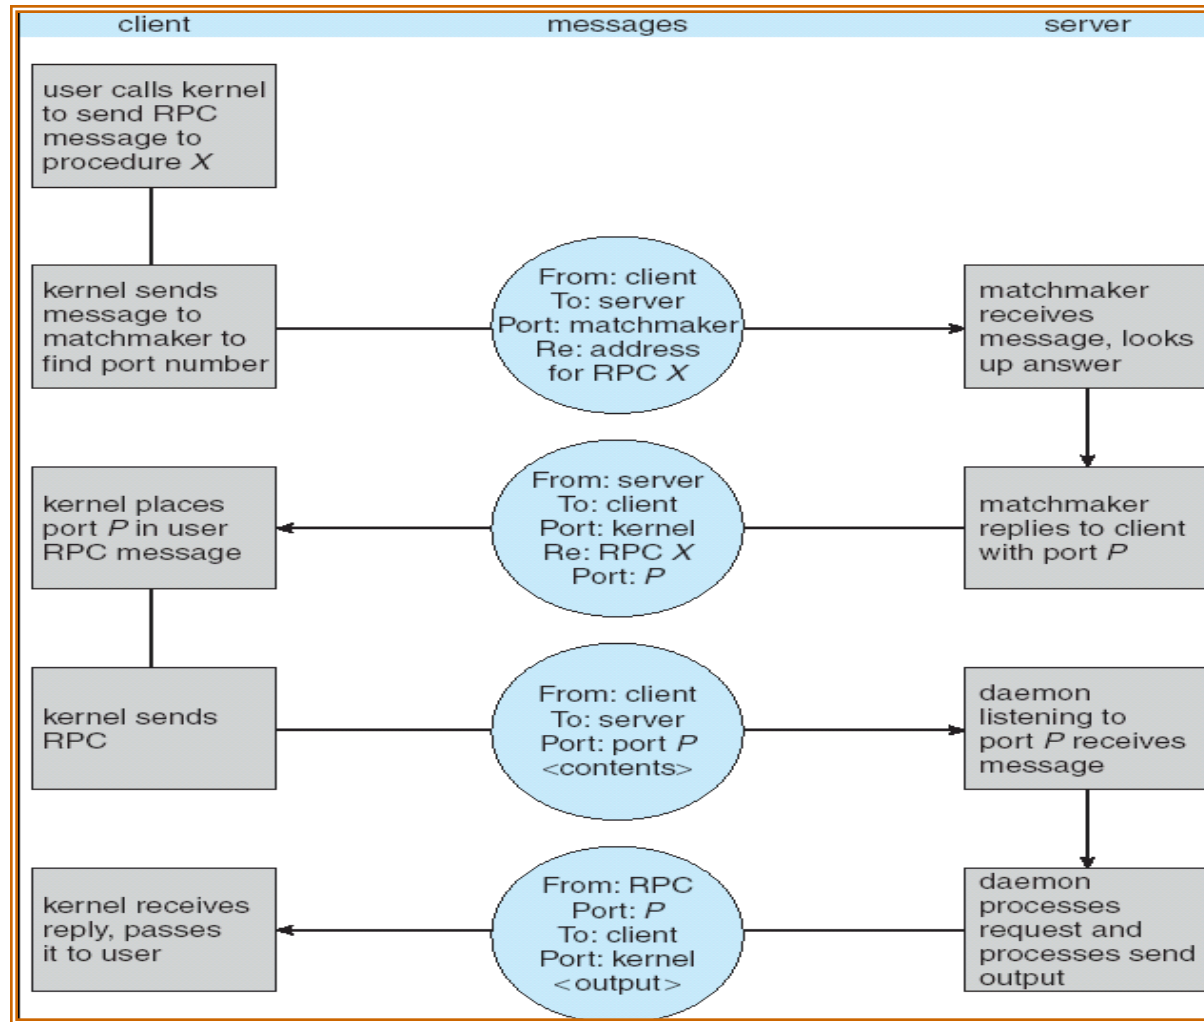 client
messages
server
user calls kernel
to send RPC
message to
procedure X
kernel sends
message to
matchmaker to
find port number
From: client
To: server
Port: matchmaker
Re: address
for RPC X
matchmaker
receives
message, looks
up answer
kernel places
port P in user
RPC message
From: server
To: client
Port: kernel
Re: RPC X
Port: P
matchmaker
replies to client
with port P
kernel sends
RPC
From: client
To: server
Port: port P
<contents>
daemon
listening to
port P receives
message
kernel receives
reply, passes
it to user
From: RPC
Port: P
To: client
Port: kernel
<output>
daemon
processes
request and
processes send
output